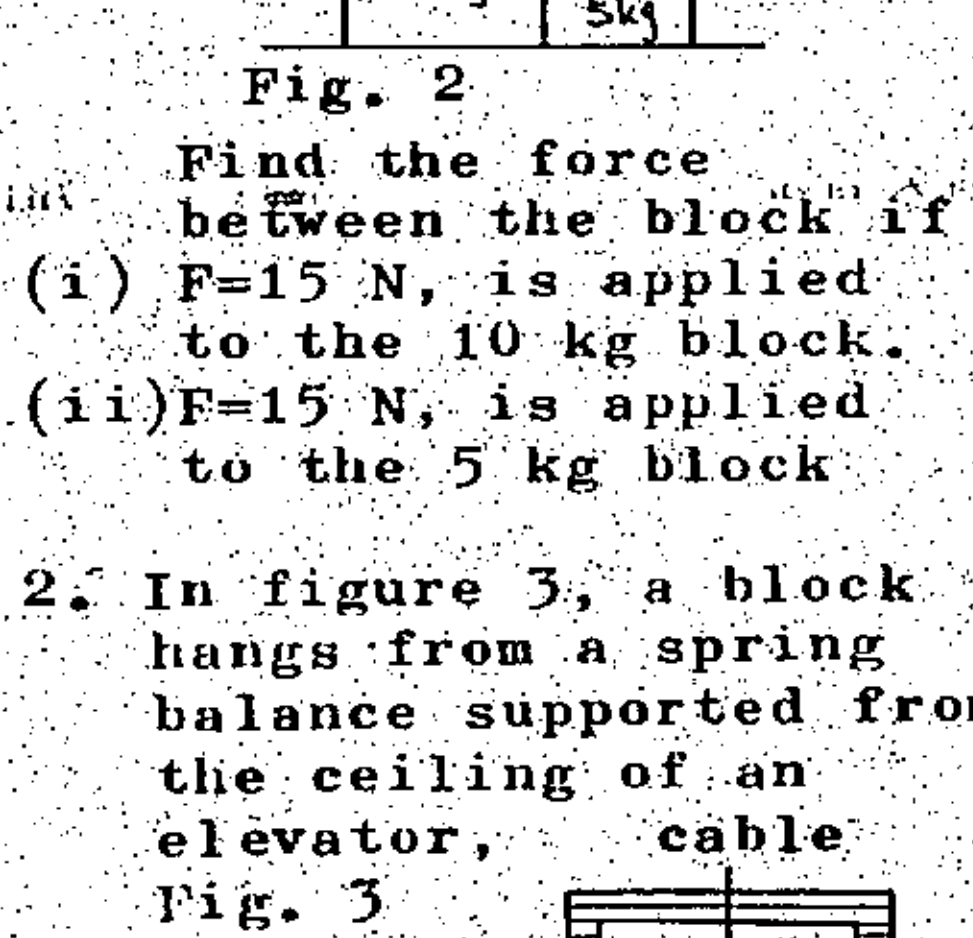 5kg
Fig. 2
Find the force
between the block if
(i) F=15 N, is applied
to the 10 kg block.
(ii)F=15 N, is applied
to the 5 kg block
2. In figure 3, a block
hangs from a spring
balance supported from
the ceiling of an
elevator, cable
Fig. 3